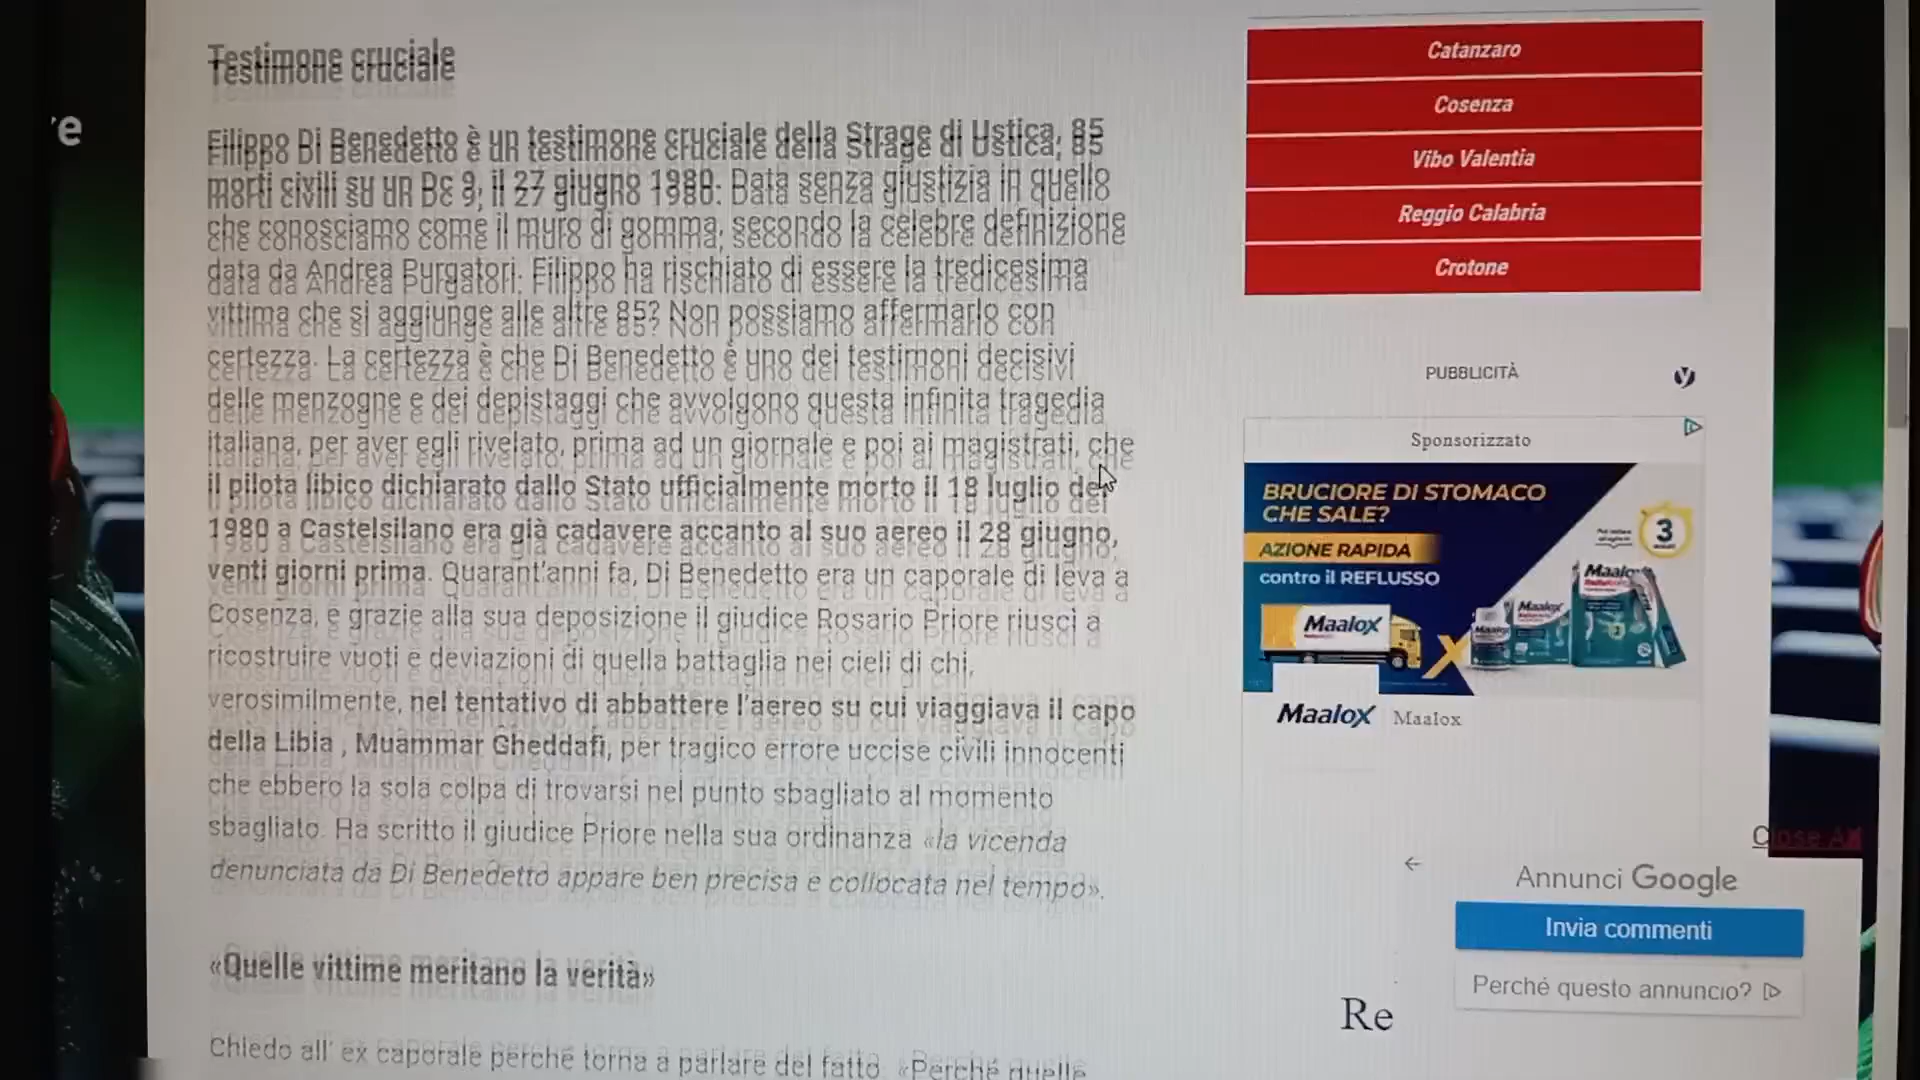 Testimone cruciale
Filippo Di Benedetto è un testimone cruciale della Strage di Ustica, 85
morti civili su un Dc 9, il 27 giugno 1980. Data senza giustizia in quello
che conosciamo come il muro di gomma, secondo la celebre definizione
data da Andrea Purgatori. Filippo ha rischiato di essere la tredicesima
vittima che si aggiunge alle altre 85? Non possiamo affermarlo con
certezza. La certezza è che Di Benedetto è uno dei testimoni decisivi
delle menzogne e dei depistaggi che avvolgono questa infinita tragedia
italiana, per aver egli rivelato, prima ad un giornale e poi ai magistrati, che
il pilota libico dichiarato dallo Stato ufficialmente morto il 18 luglio del
1980 a Castelsilano era già cadavere accanto al suo aereo il 28 giugno,
venti giorni prima. Quarant'anni fa, Di Benedetto era un caporale di leva a
Cosenza, e grazie alla sua deposizione il giudice Rosario Priore riuscì a
ricostruire vuoti e deviazioni di quella battaglia nei cieli di chi,
verosimilmente, nel tentativo di abbattere l'aereo su cui viaggiava il capo
della Libia , Muammar Gheddafi, per tragico errore uccise civili innocenti
che ebbero la sola colpa di trovarsi nel punto sbagliato al momento
sbagliato. Ha scritto il giudice Priore nella sua ordinanza «la vicenda
denunciata da Di Benedetto appare ben precisa e collocata nel tempo».
«Quelle vittime meritano la verità»
Chiedo all' ex caporale perché torna a parlare del fatto. «Perché quelle
Catanzaro
Cosenza
Vibo Valentia
Reggio Calabria
Crotone
PUBBLICITÀ
Sponsorizzato
BRUCIORE DI STOMACO
CHE SALE?
AZIONE RAPIDA
contro il REFLUSSO
3
Maalox
Maalox
Maalox
Maalox
Maalox
Maalox
Close Ad
Annunci Google
Invia commenti
Perché questo annuncio?
Re
e